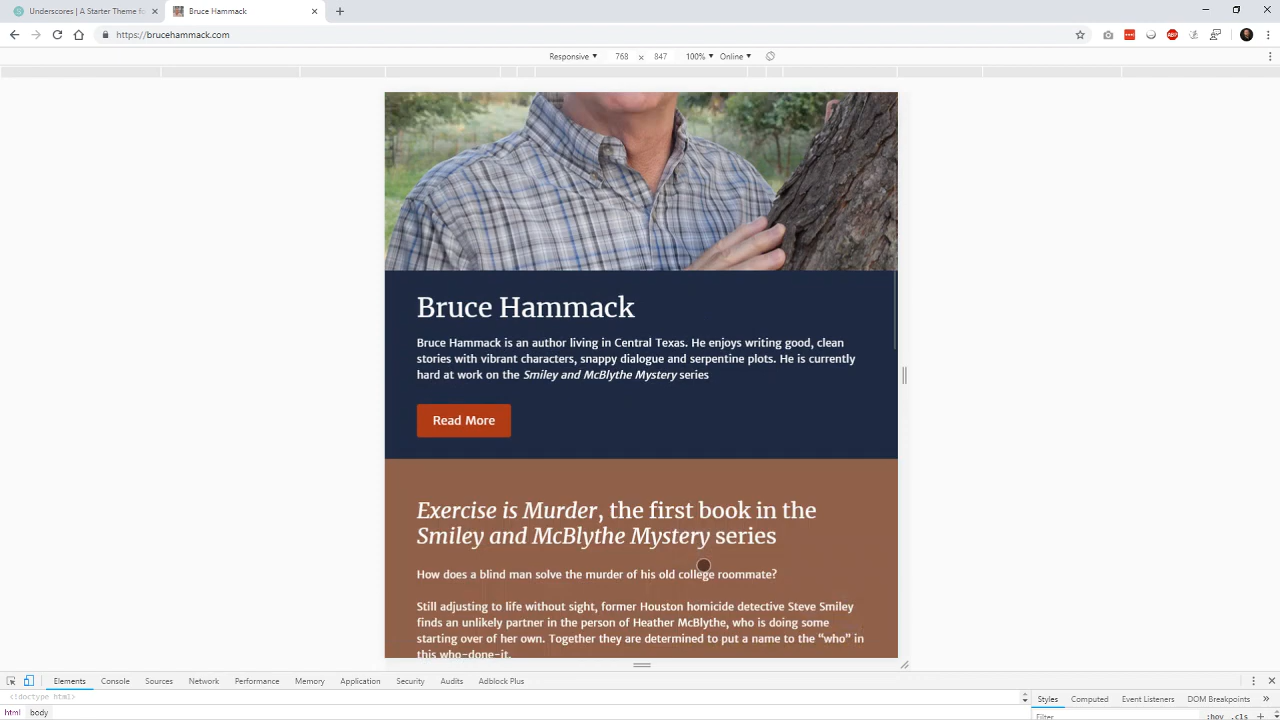 Underscores | A Starter Theme fo
Bruce Hammack
https://brucehammack.com
Responsive 768 x 847 100% Online
Bruce Hammack
Bruce Hammack is an author living in Central Texas. He enjoys writing good, clean
stories with vibrant characters, snappy dialogue and serpentine plots. He is currently
hard at work on the Smiley and McBlythe Mystery series
Read More
Exercise is Murder, the first book in the
Smiley and McBlythe Mystery series
How does a blind man solve the murder of his old college roommate?
Still adjusting to life without sight, former Houston homicide detective Steve Smiley
finds an unlikely partner in the person of Heather McBlythe, who is doing some
starting over of her own. Together they are determined to put a name to the “who” in
this who-done-it.
Elements Console Sources Network Performance Memory Application Security Audits Adblock Plus
<!doctype html>
Styles Computed Event Listeners DOM Breakpoints »
html body
Filter :hov .cls +